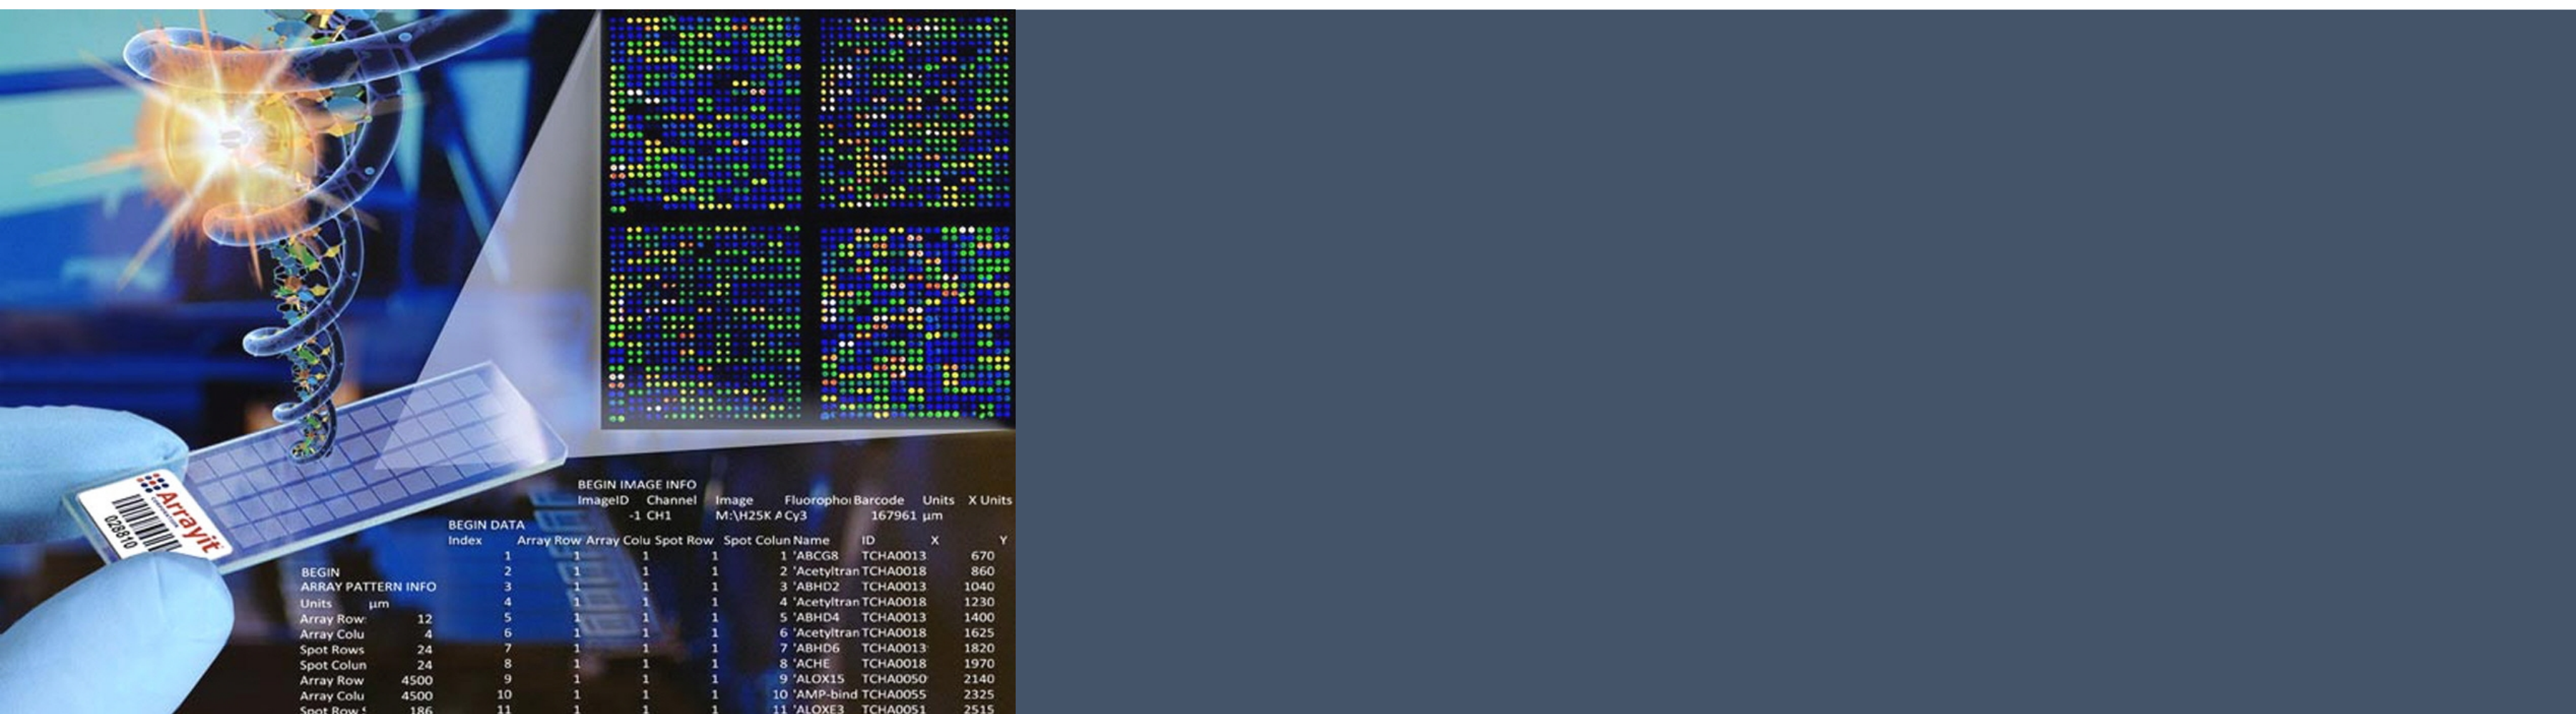 Arrayit
CORPORATION
028810
BEGIN IMAGE INFO
ImageID Channel Image Fluorophor Barcode Units X Units
-1 CH1 M:\H25K A Cy3 167961 µm
BEGIN DATA
Index Array Row Array Colu Spot Row Spot Colun Name ID X Y
1 1 1 1 1 'ABCG8 TCHA0013 670
2 1 1 1 2 'Acetyltran TCHA0018 860
3 1 1 1 3 'ABHD2 TCHA0013 1040
4 1 1 1 4 'Acetyltran TCHA0018 1230
5 1 1 1 5 'ABHD4 TCHA0013 1400
6 1 1 1 6 'Acetyltran TCHA0018 1625
7 1 1 1 7 'ABHD6 TCHA0013 1820
8 1 1 1 8 'ACHE TCHA0018 1970
9 1 1 1 9 'ALOX15 TCHA0050 2140
10 1 1 1 10 'AMP-bind TCHA0055 2325
11 1 1 1 11 'ALOXE3 TCHA0051 2515
BEGIN
ARRAY PATTERN INFO
Units µm
Array Row 12
Array Colu 4
Spot Rows 24
Spot Colun 24
Array Row 4500
Array Colu 4500
Spot Row 186